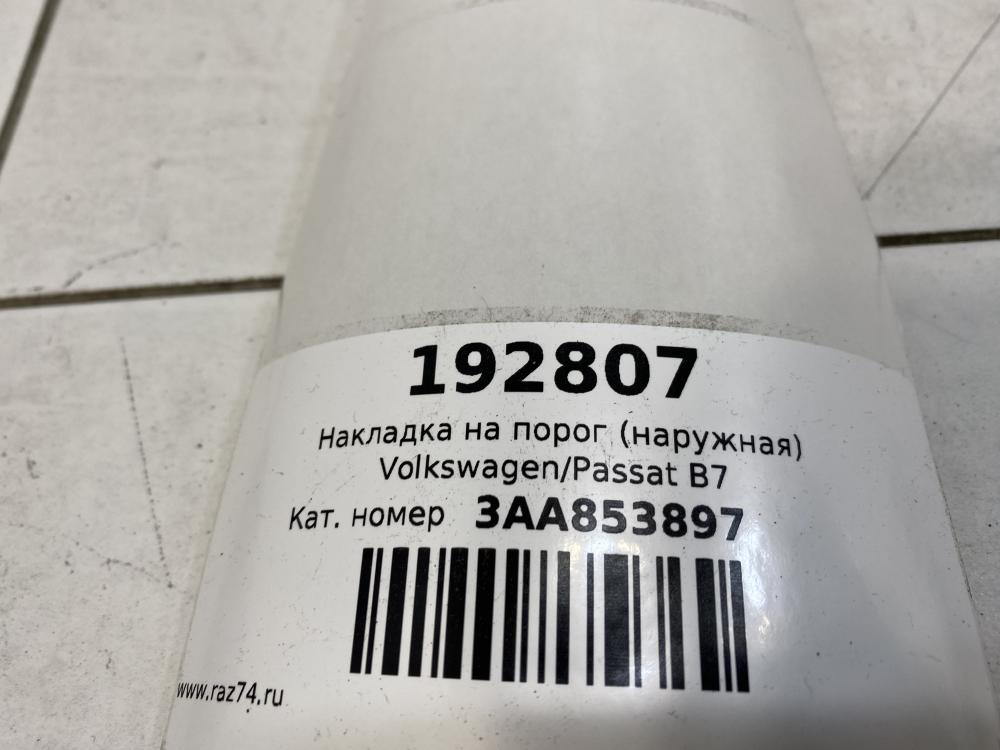 192807
Накладка на порог (наружная)
Volkswagen/Passat B7
Кат. номер 3AA853897
www.raz74.ru